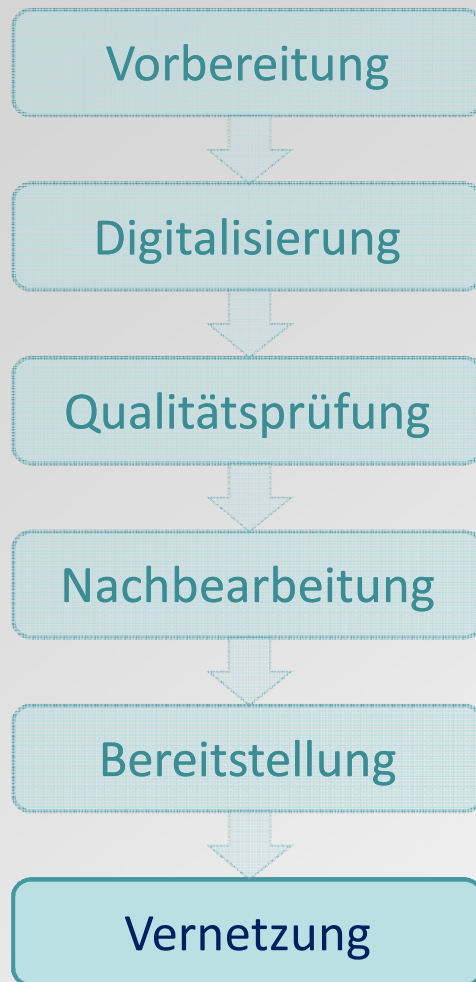 Vorbereitung
Digitalisierung
Qualitätsprüfung
Nachbearbeitung
Bereitstellung
Vernetzung